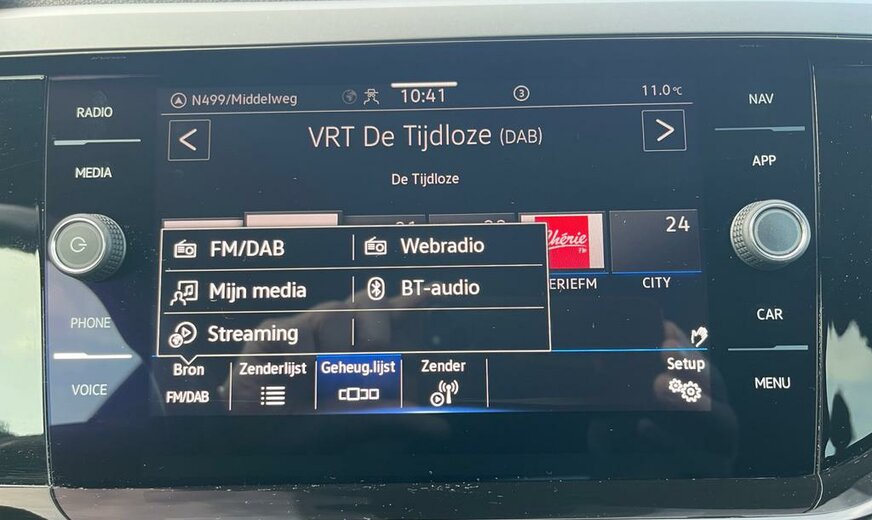 RADIO
MEDIA
PHONE
VOICE
N499/Middelweg
10:41
3
11.0°C
VRT De Tijdloze (DAB)
De Tijdloze
24
Chérie
FM
ERIEFM
CITY
FM/DAB
Webradio
Mijn media
BT-audio
Streaming
Bron
FM/DAB
Zenderlijst
Geheug.lijst
Zender
Setup
NAV
APP
CAR
MENU